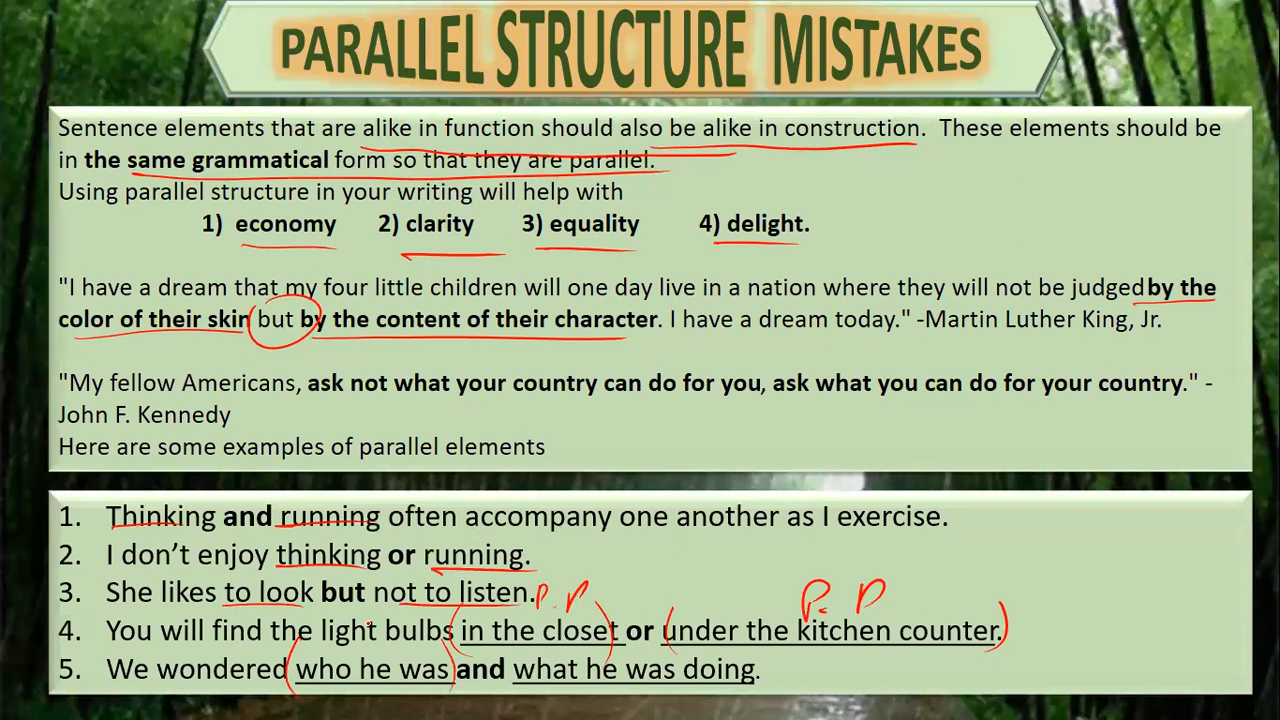 PARALLEL STRUCTURE MISTAKES
Sentence elements that are alike in function should also be alike in construction. These elements should be
in the same grammatical form so that they are parallel.
Using parallel structure in your writing will help with
1) economy 2) clarity 3) equality 4) delight.
"I have a dream that my four little children will one day live in a nation where they will not be judged by the
color of their skin but by the content of their character. I have a dream today." -Martin Luther King, Jr.
"My fellow Americans, ask not what your country can do for you, ask what you can do for your country." -
John F. Kennedy
Here are some examples of parallel elements
1. Thinking and running often accompany one another as I exercise.
2. I don't enjoy thinking or running.
3. She likes to look but not to listen.
P. P P. P
4. You will find the light bulbs in the closet or under the kitchen counter.
5. We wondered who he was and what he was doing.